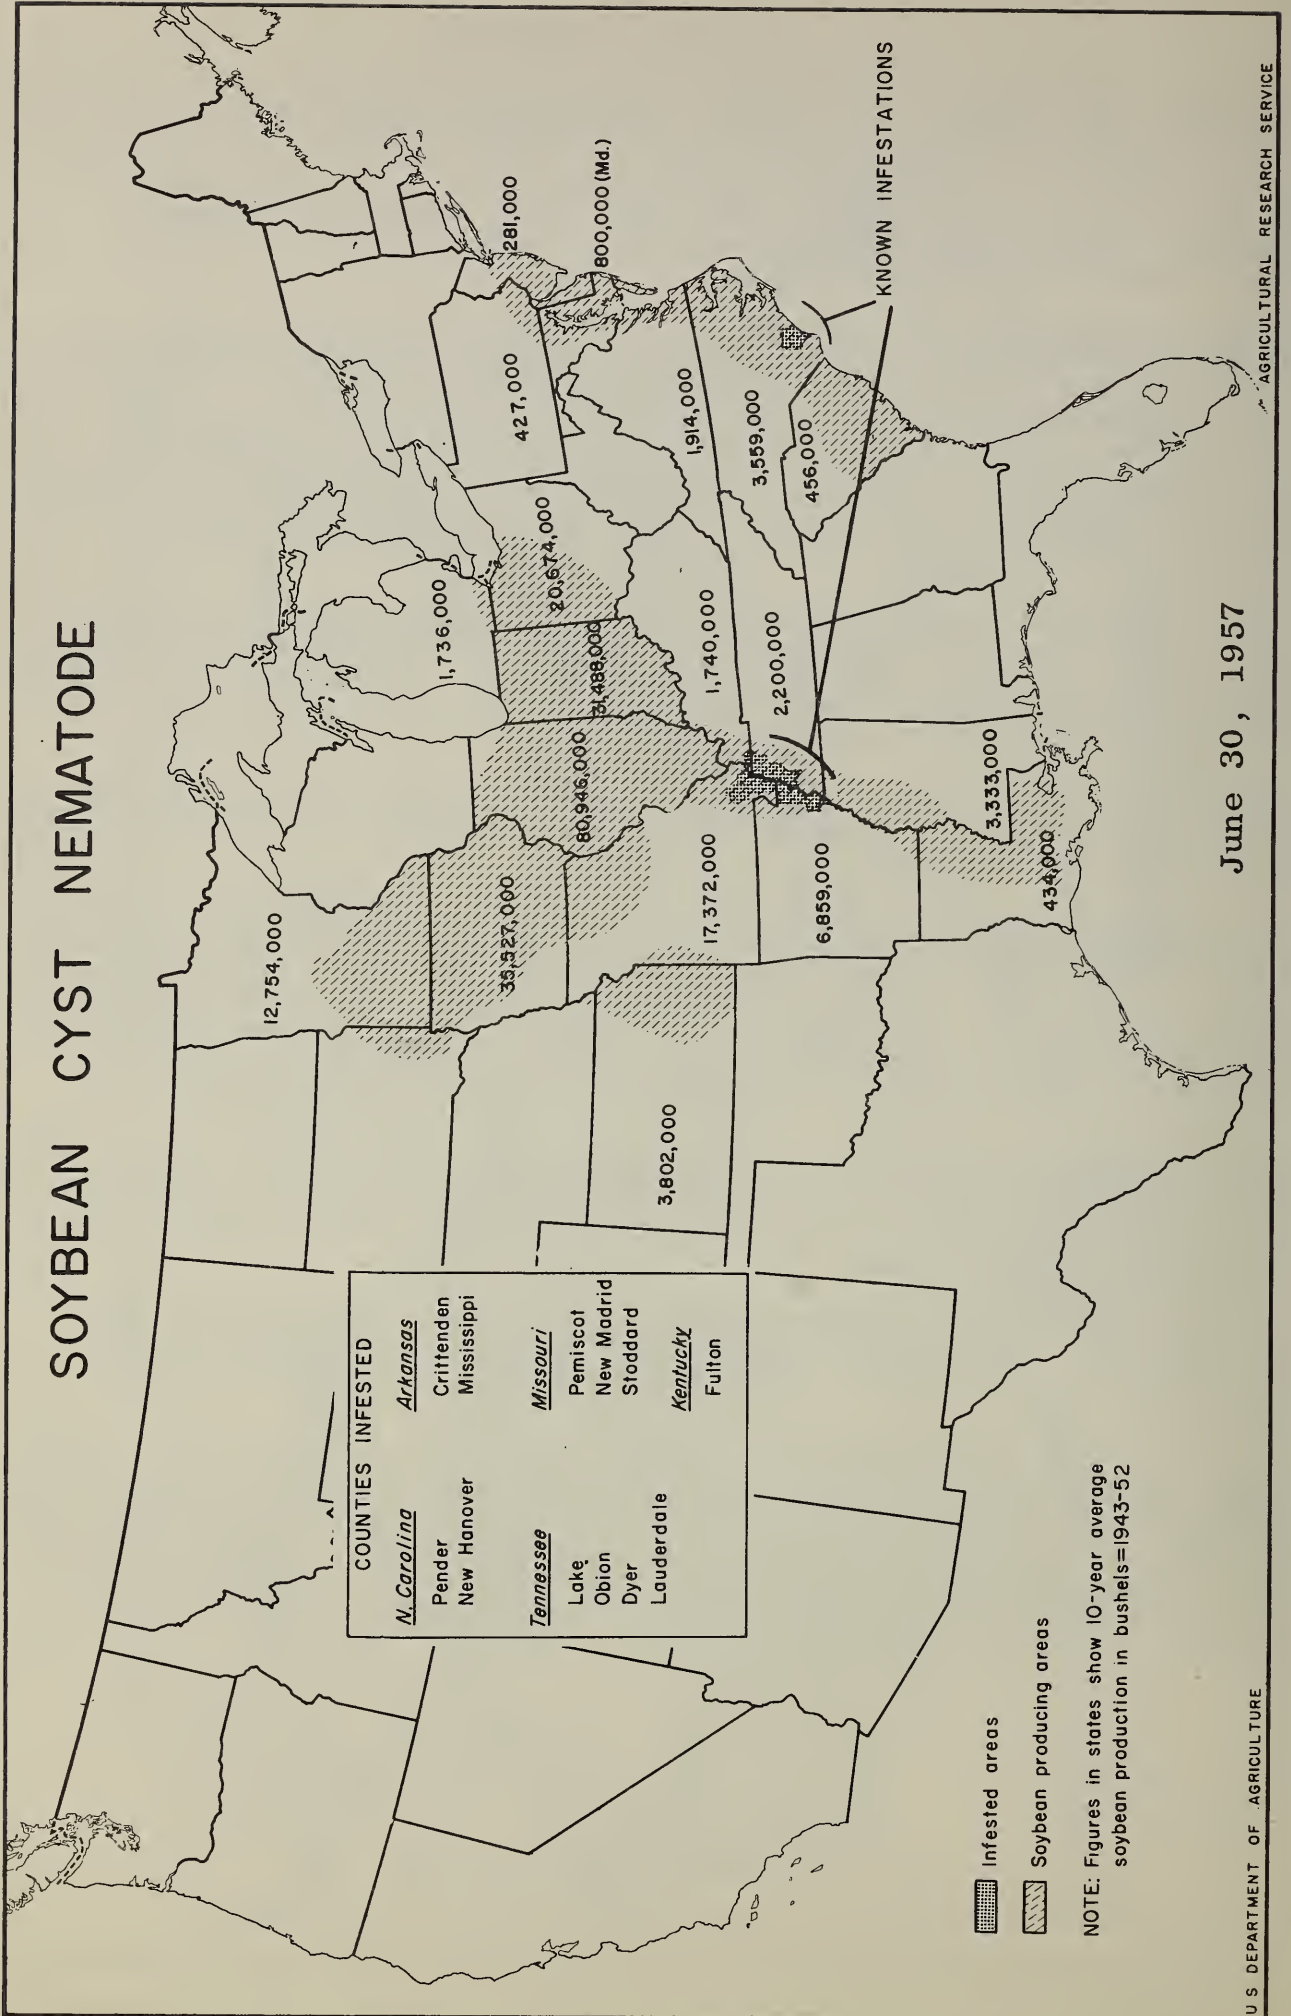 SOYBEAN CYST NEMATODE
12,754,000
1,736,000
281,000
35,527,000
80,946,000
31,488,000
20,674,000
427,000
800,000 (Md.)
3,802,000
17,372,000
1,740,000
1,914,000
6,859,000
2,200,000
3,559,000
456,000
3,333,000
434,000
KNOWN INFESTATIONS
COUNTIES INFESTED
N. Carolina
Pender
New Hanover
Arkansas
Crittenden
Mississippi
Tennessee
Lake
Obion
Dyer
Lauderdale
Missouri
Pemiscot
New Madrid
Stoddard
Kentucky
Fulton
Infested areas
Soybean producing areas
NOTE: Figures in states show 10-year average
soybean production in bushels=1943-52
June 30, 1957
U S DEPARTMENT OF AGRICULTURE
AGRICULTURAL RESEARCH SERVICE